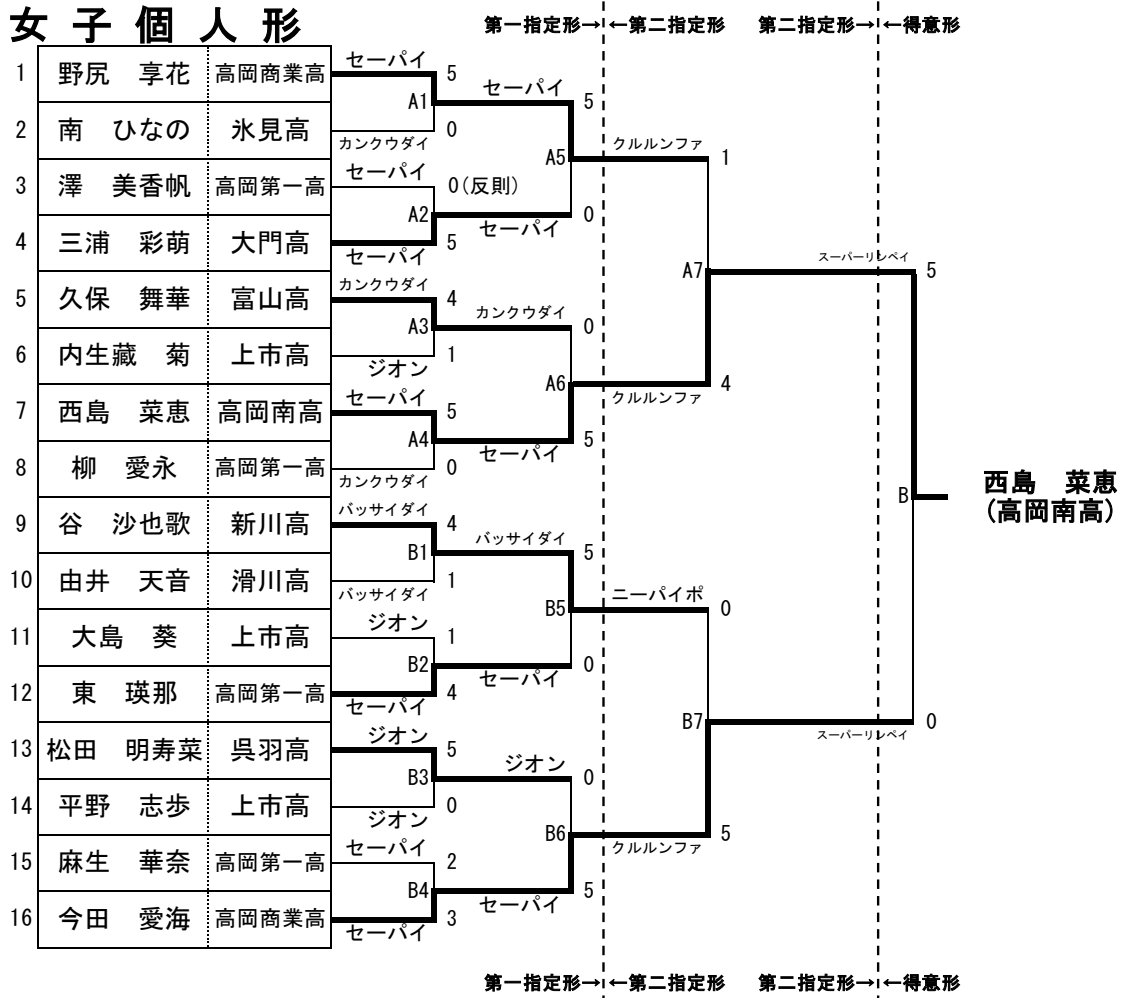 女子個人形
第一指定形→←第二指定形 第二指定形→←得意形
1 野尻 享花 高岡商業高 セーパイ 5
A1 セーパイ 5
2 南 ひなの 氷見高 カンクウダイ 0
A5 クルルンファ 1
3 澤 美香帆 高岡第一高 セーパイ 0(反則)
A2 セーパイ 0
4 三浦 彩萌 大門高 セーパイ 5
A7 スーパーリンペイ 5
5 久保 舞華 富山高 カンクウダイ 4
A3 カンクウダイ 0
6 内生藏 菊 上市高 ジオン 1
A6 クルルンファ 4
7 西島 菜恵 高岡南高 セーパイ 5
A4 セーパイ 5
8 柳 愛永 高岡第一高 カンクウダイ 0
B 西島 菜恵
(高岡南高)
9 谷 沙也歌 新川高 バッサイダイ 4
B1 バッサイダイ 5
10 由井 天音 滑川高 バッサイダイ 1
B5 ニーパイポ 0
11 大島 葵 上市高 ジオン 1
B2 セーパイ 0
12 東 瑛那 高岡第一高 セーパイ 4
B7 スーパーリンペイ 0
13 松田 明寿菜 呉羽高 ジオン 5
B3 ジオン 0
14 平野 志歩 上市高 ジオン 0
B6 クルルンファ 5
15 麻生 華奈 高岡第一高 セーパイ 2
B4 セーパイ 5
16 今田 愛海 高岡商業高 セーパイ 3
第一指定形→←第二指定形 第二指定形→←得意形